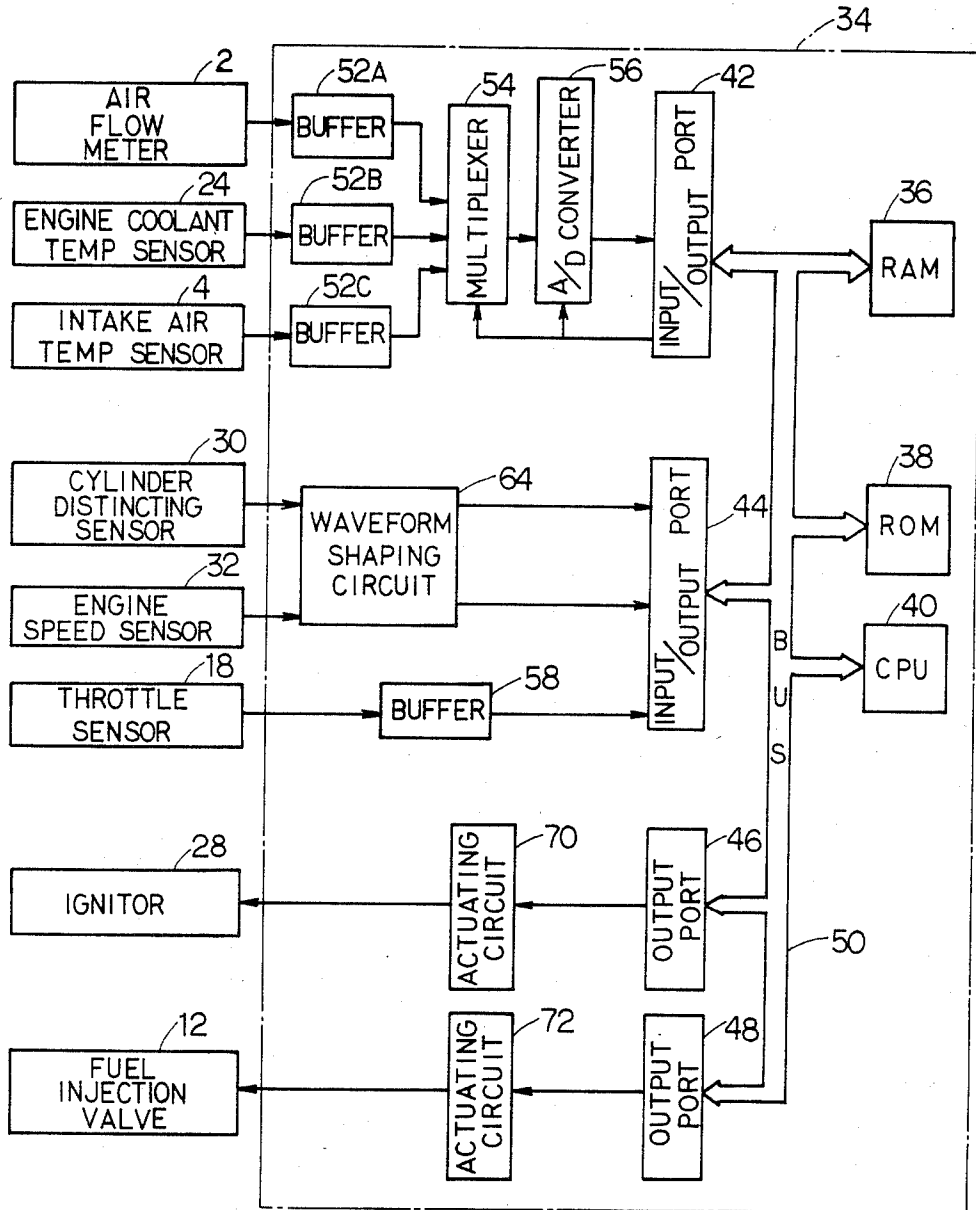 34
2
AIR
FLOW
METER
52A
BUFFER
54
MULTIPLEXER
56
A/D CONVERTER
42
INPUT/OUTPUT PORT
24
ENGINE COOLANT
TEMP SENSOR
52B
BUFFER
36
RAM
4
INTAKE AIR
TEMP SENSOR
52C
BUFFER
30
CYLINDER
DISTINCTING
SENSOR
64
WAVEFORM
SHAPING
CIRCUIT
INPUT/OUTPUT PORT
44
38
ROM
32
ENGINE
SPEED SENSOR
40
CPU
18
THROTTLE
SENSOR
58
BUFFER
BUS
28
IGNITOR
70
ACTUATING
CIRCUIT
46
OUTPUT
PORT
50
12
FUEL
INJECTION
VALVE
72
ACTUATING
CIRCUIT
48
OUTPUT
PORT